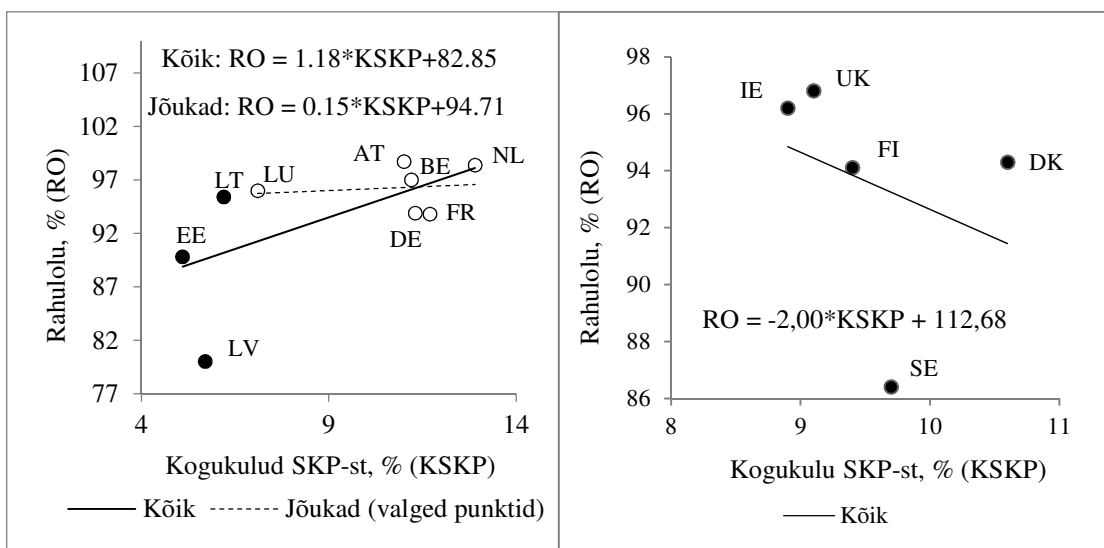 Kõik: RO = 1.18*KSKP+82.85
Jõukad: RO = 0.15*KSKP+94.71
Rahulolu, % (RO)
107
102
97
92
87
82
77
AT
BE
NL
LT
LU
DE
FR
EE
LV
4
9
14
Kogukulud SKP-st, % (KSKP)
Kõik
Jõukad (valged punktid)
Rahulolu, % (RO)
98
96
94
92
90
88
86
IE
UK
FI
DK
RO = -2,00*KSKP + 112,68
SE
8
9
10
11
Kogukulu SKP-st, % (KSKP)
Kõik